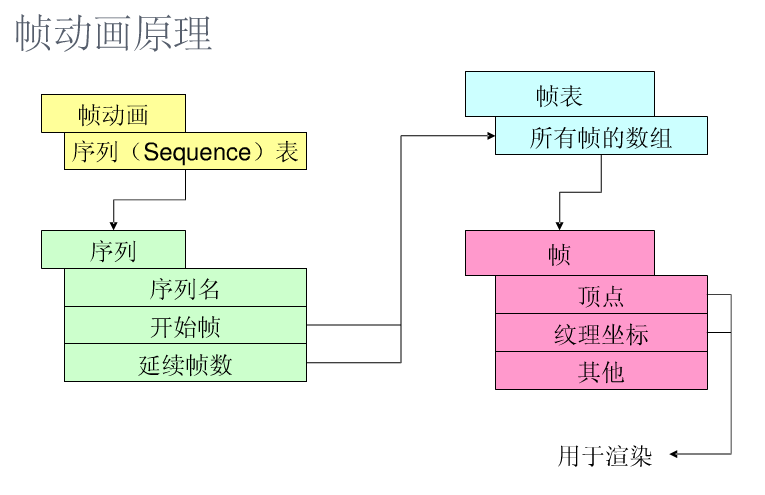 帧动画原理
帧动画
序列（Sequence）表
序列
序列名
开始帧
延续帧数
帧表
所有帧的数组
帧
顶点
纹理坐标
其他
用于渲染